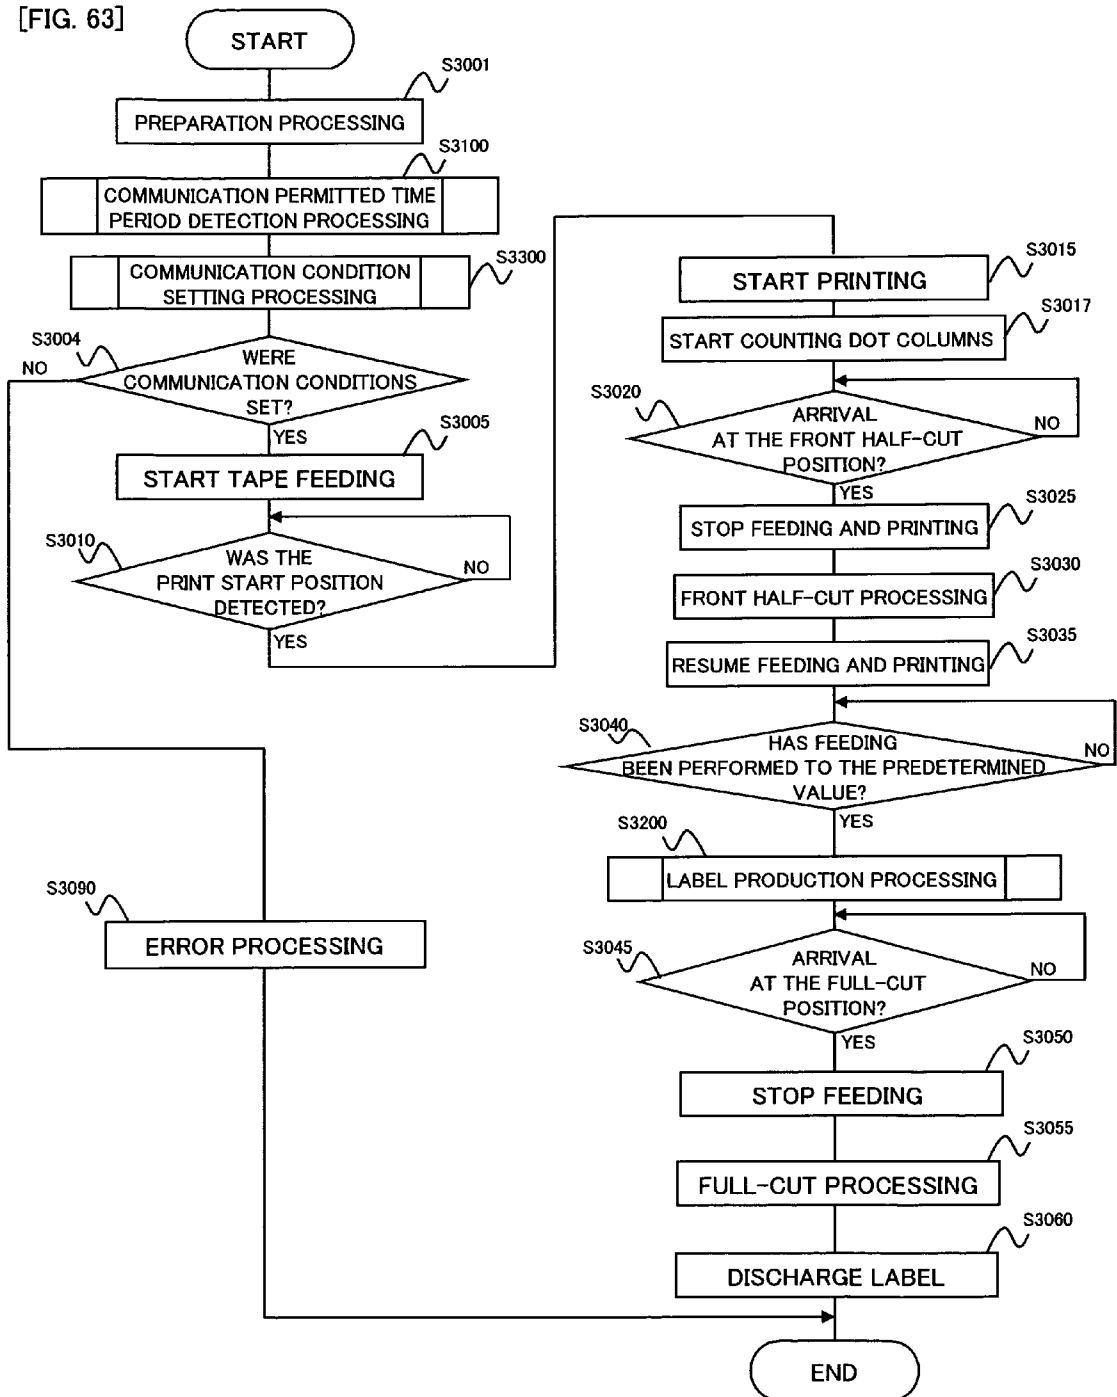 [FIG. 63]
START
S3001
PREPARATION PROCESSING
S3100
COMMUNICATION PERMITTED TIME
PERIOD DETECTION PROCESSING
S3300
COMMUNICATION CONDITION
SETTING PROCESSING
S3004
NO
WERE
COMMUNICATION CONDITIONS
SET?
YES
S3005
START TAPE FEEDING
S3010
WAS THE
PRINT START POSITION
DETECTED?
NO
YES
S3090
ERROR PROCESSING
S3015
START PRINTING
S3017
START COUNTING DOT COLUMNS
S3020
ARRIVAL
AT THE FRONT HALF-CUT
POSITION?
NO
YES
S3025
STOP FEEDING AND PRINTING
S3030
FRONT HALF-CUT PROCESSING
S3035
RESUME FEEDING AND PRINTING
S3040
HAS FEEDING
BEEN PERFORMED TO THE PREDETERMINED
VALUE?
NO
YES
S3200
LABEL PRODUCTION PROCESSING
S3045
ARRIVAL
AT THE FULL-CUT
POSITION?
NO
YES
S3050
STOP FEEDING
S3055
FULL-CUT PROCESSING
S3060
DISCHARGE LABEL
END